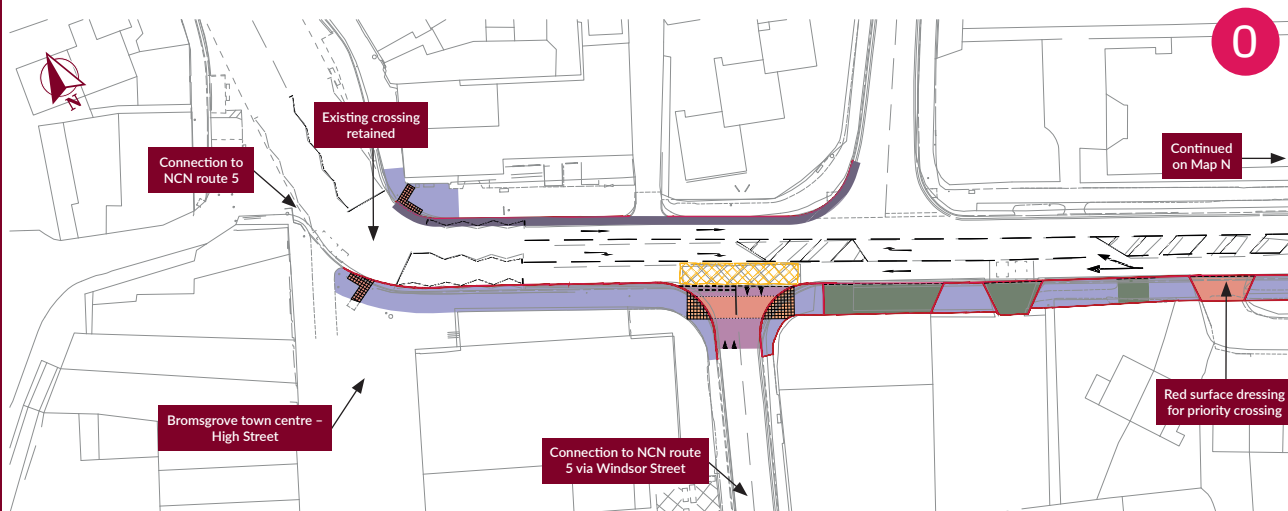 O
N
Existing crossing
retained
Connection to
NCN route 5
Continued
on Map N
Bromsgrove town centre –
High Street
Connection to NCN route
5 via Windsor Street
Red surface dressing
for priority crossing